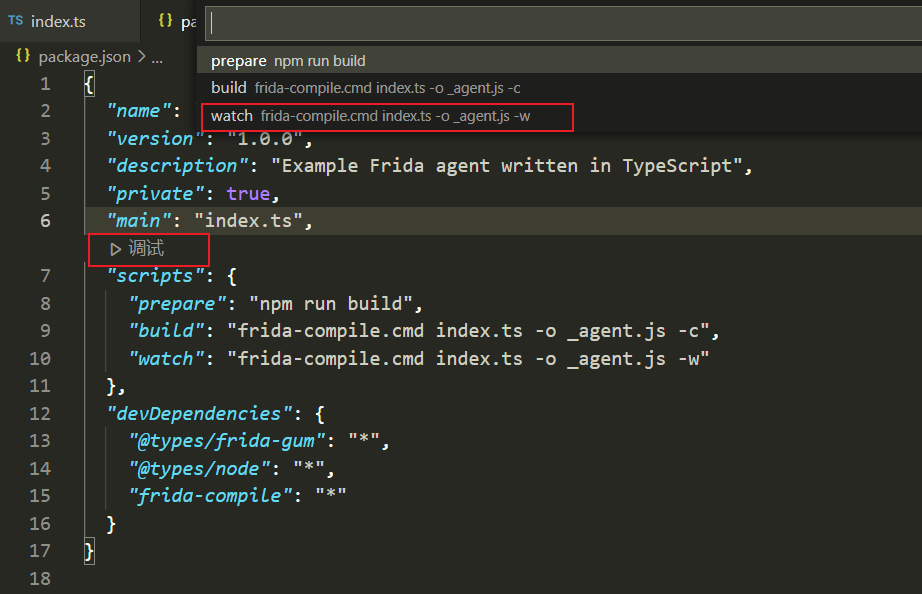 TS index.ts
{} pa
{} package.json > ...
prepare npm run build
build frida-compile.cmd index.ts -o _agent.js -c
watch frida-compile.cmd index.ts -o _agent.js -w
1 {
2 "name":
3 "version": "1.0.0",
4 "description": "Example Frida agent written in TypeScript",
5 "private": true,
6 "main": "index.ts",
调试
7 "scripts": {
8 "prepare": "npm run build",
9 "build": "frida-compile.cmd index.ts -o _agent.js -c",
10 "watch": "frida-compile.cmd index.ts -o _agent.js -w"
11 },
12 "devDependencies": {
13 "@types/frida-gum": "*",
14 "@types/node": "*",
15 "frida-compile": "*"
16 }
17 }
18